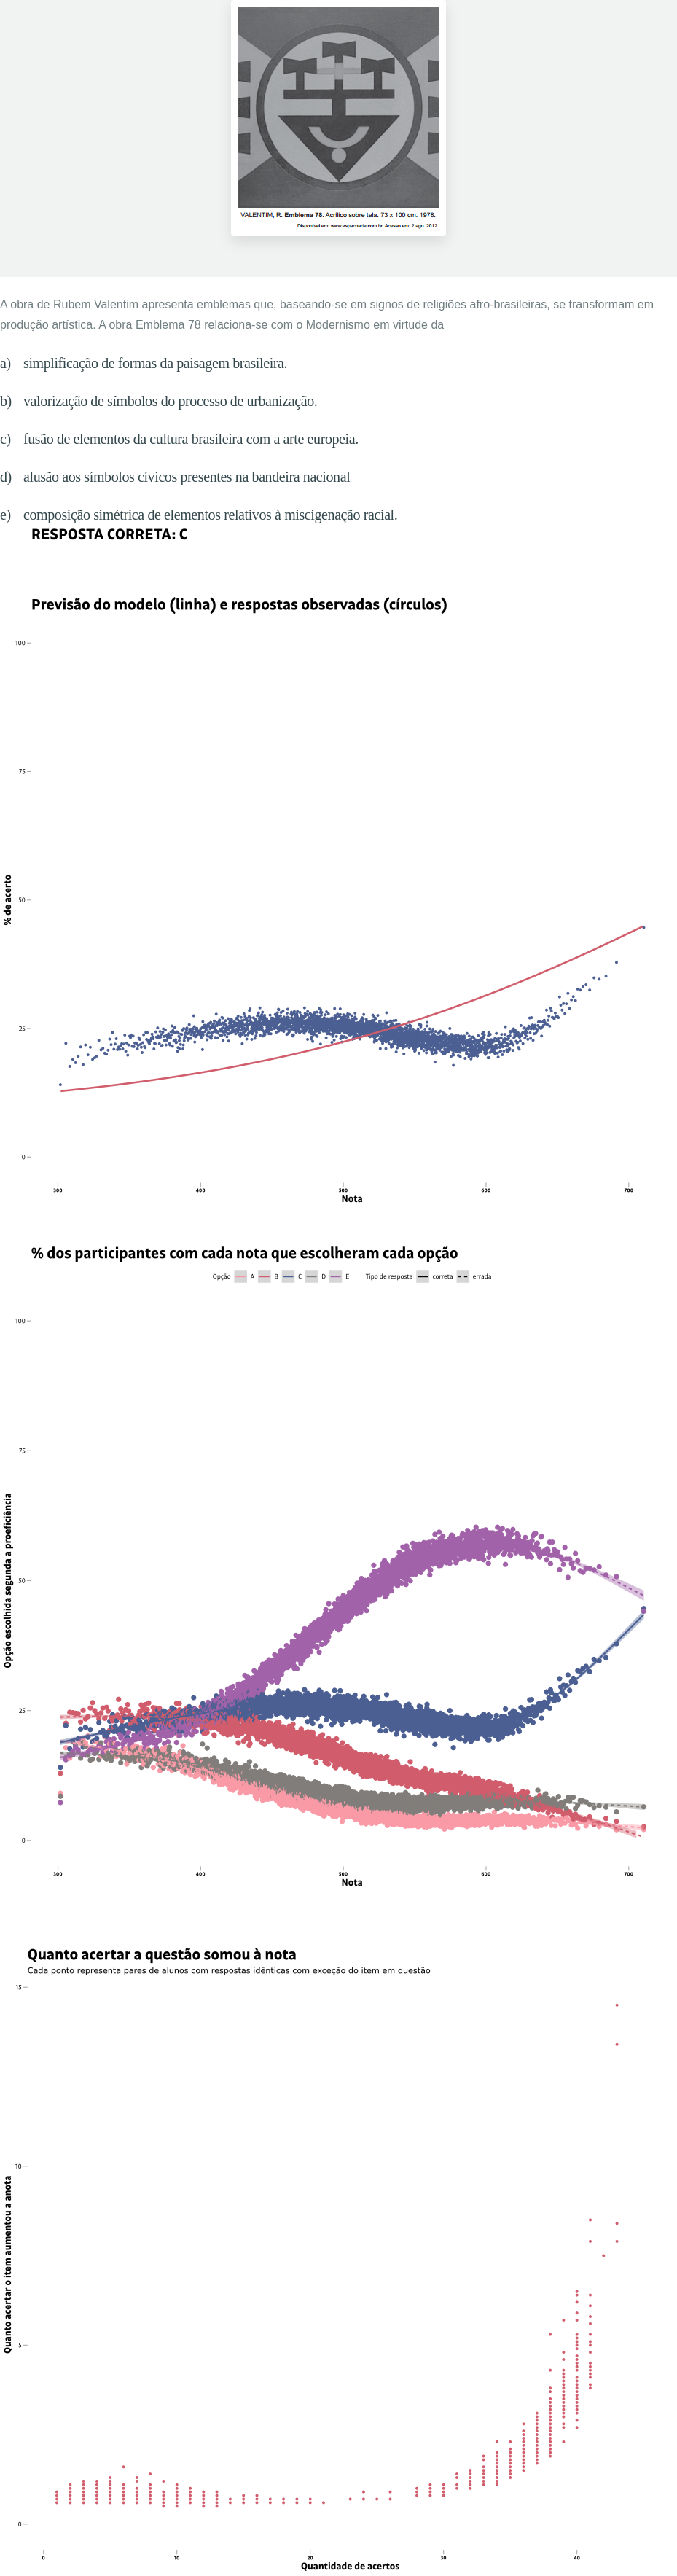 VALENTIM, R. Emblema 78. Acrílico sobre tela. 73 x 100 cm. 1978.
Disponível em: www.espacoarte.com.br. Acesso em: 2 ago. 2012.
A obra de Rubem Valentim apresenta emblemas que, baseando-se em signos de religiões afro-brasileiras, se transformam em
produção artística. A obra Emblema 78 relaciona-se com o Modernismo em virtude da
a) simplificação de formas da paisagem brasileira.
b) valorização de símbolos do processo de urbanização.
c) fusão de elementos da cultura brasileira com a arte europeia.
d) alusão aos símbolos cívicos presentes na bandeira nacional
e) composição simétrica de elementos relativos à miscigenação racial.
RESPOSTA CORRETA: C
Previsão do modelo (linha) e respostas observadas (círculos)
100
75
% de acerto
50
25
0
300 400 500 600 700
Nota
% dos participantes com cada nota que escolheram cada opção
Opção A B C D E Tipo de resposta correta errada
100
75
Opção escolhida segunda a proeficiência
50
25
0
300 400 500 600 700
Nota
Quanto acertar a questão somou à nota
Cada ponto representa pares de alunos com respostas idênticas com exceção do item em questão
15
10
Quanto acertar o item aumentou a anota
5
0
0 10 20 30 40
Quantidade de acertos